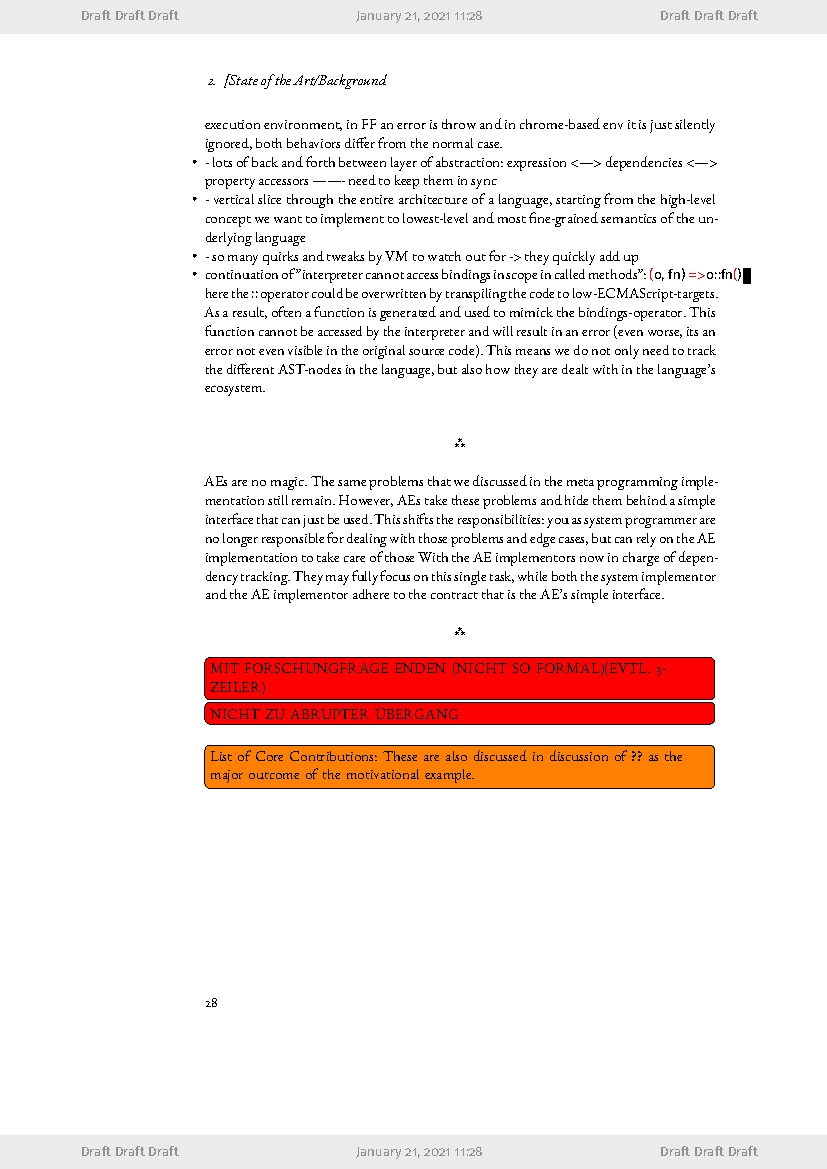 Draft Draft Draft January 21, 2021 11:28 Draft Draft Draft
2. [State of the Art/Background
execution environment, in FF an error is throw and in chrome-based env it is just silently
ignored, both behaviors differ from the normal case.
• - lots of back and forth between layer of abstraction: expression <—> dependencies <—>
property accessors ——- need to keep them in sync
• - vertical slice through the entire architecture of a language, starting from the high-level
concept we want to implement to lowest-level and most fine-grained semantics of the un-
derlying language
• - so many quirks and tweaks by VM to watch out for -> they quickly add up
• continuation of ”interpreter cannot access bindings in scope in called methods”: (o, fn) =>o::fn()
here the :: operator could be overwritten by transpiling the code to low-ECMAScript-targets.
As a result, often a function is generated and used to mimick the bindings-operator. This
function cannot be accessed by the interpreter and will result in an error (even worse, its an
error not even visible in the original source code). This means we do not only need to track
the different AST-nodes in the language, but also how they are dealt with in the language’s
ecosystem.
⁂
AEs are no magic. The same problems that we discussed in the meta programming imple-
mentation still remain. However, AEs take these problems and hide them behind a simple
interface that can just be used. This shifts the responsibilities: you as system programmer are
no longer responsible for dealing with those problems and edge cases, but can rely on the AE
implementation to take care of those With the AE implementors now in charge of depen-
dency tracking. They may fully focus on this single task, while both the system implementor
and the AE implementor adhere to the contract that is the AE’s simple interface.
⁂
MIT FORSCHUNGFRAGE ENDEN (NICHT SO FORMAL)(EVTL. 3-
ZEILER)
NICHT ZU ABRUPTER ÜBERGANG
List of Core Contributions: These are also discussed in discussion of ?? as the
major outcome of the motivational example.
28
Draft Draft Draft January 21, 2021 11:28 Draft Draft Draft